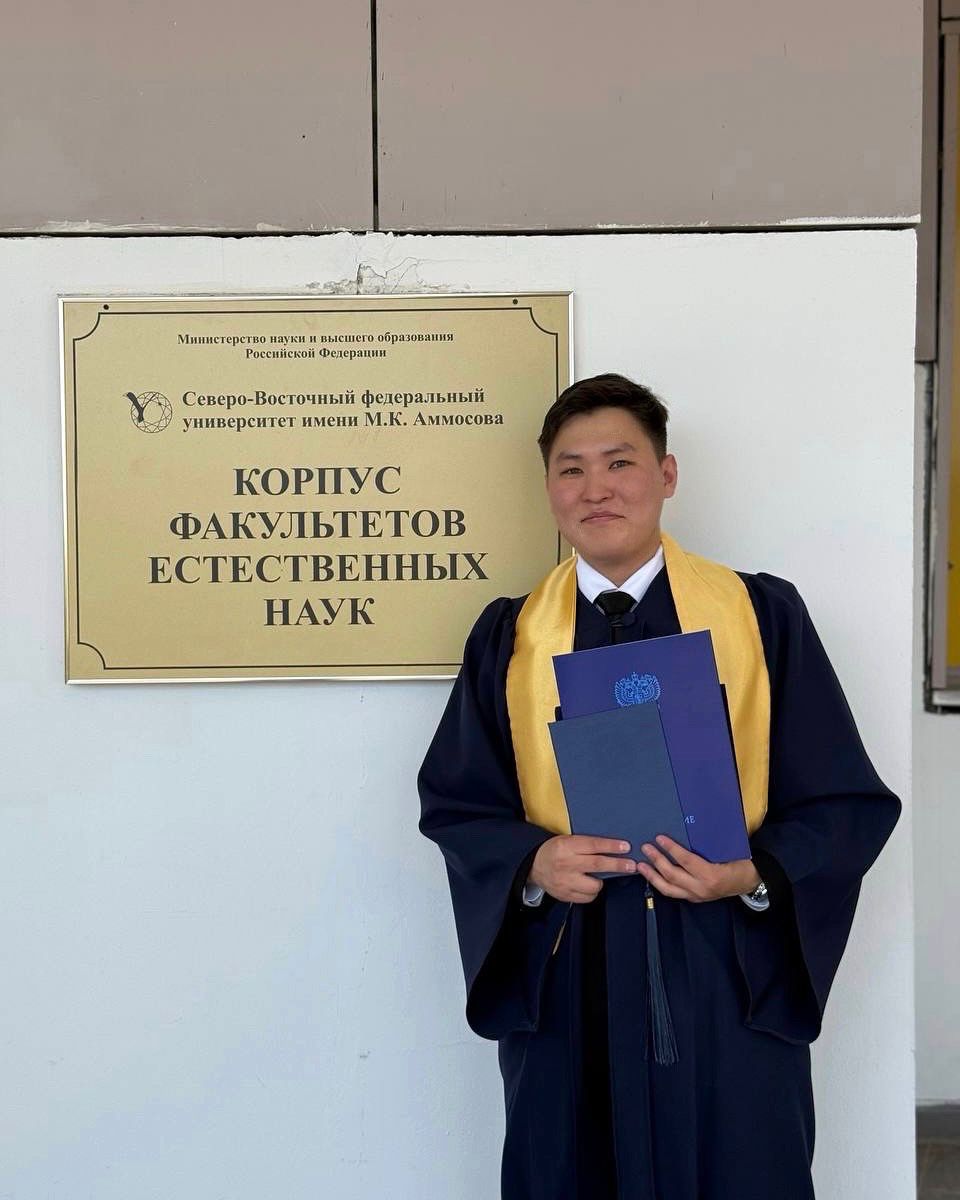 Министерство науки и высшего образования
Российской Федерации
Северо-Восточный федеральный
университет имени М.К. Аммосова
КОРПУС
ФАКУЛЬТЕТОВ
ЕСТЕСТВЕННЫХ
НАУК